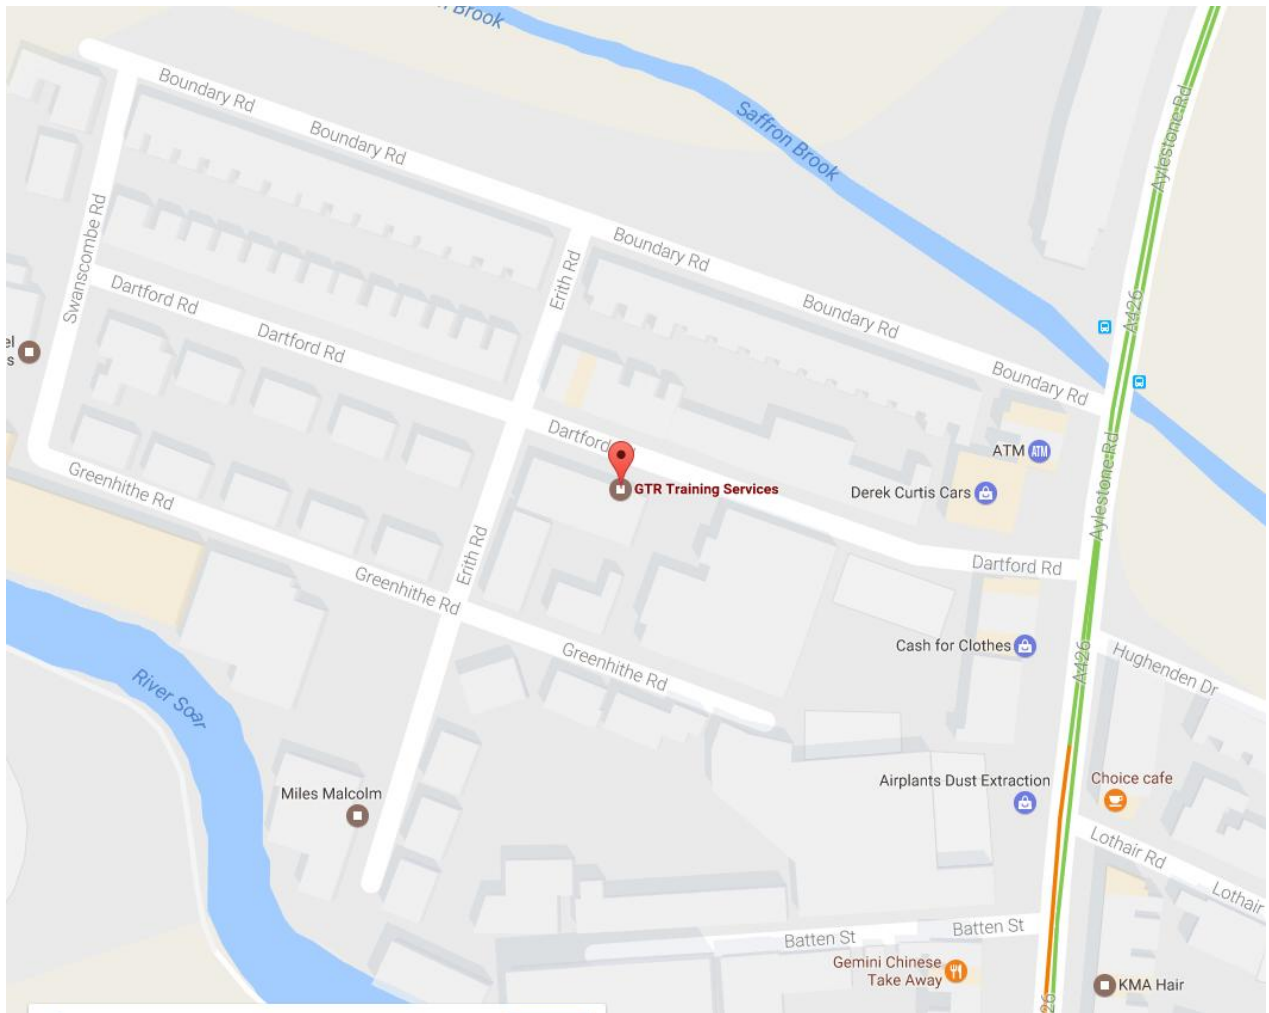 Brook
Saffron Brook
Boundary Rd
Boundary Rd
Aylestone Rd
Swanscombe Rd
Erith Rd
Boundary Rd
Dartford Rd
Boundary Rd
A426
Dartford Rd
Boundary Rd
Dartford
ATM ATM
Aylestone Rd
GTR Training Services
Derek Curtis Cars
Greenhithe Rd
Erith Rd
Dartford Rd
Greenhithe Rd
Cash for Clothes
A426
Hughenden Dr
Greenhithe Rd
River Soar
Miles Malcolm
Airplants Dust Extraction
Choice cafe
Lothair Rd
Lothair
Batten St
Batten St
Gemini Chinese
Take Away
KMA Hair